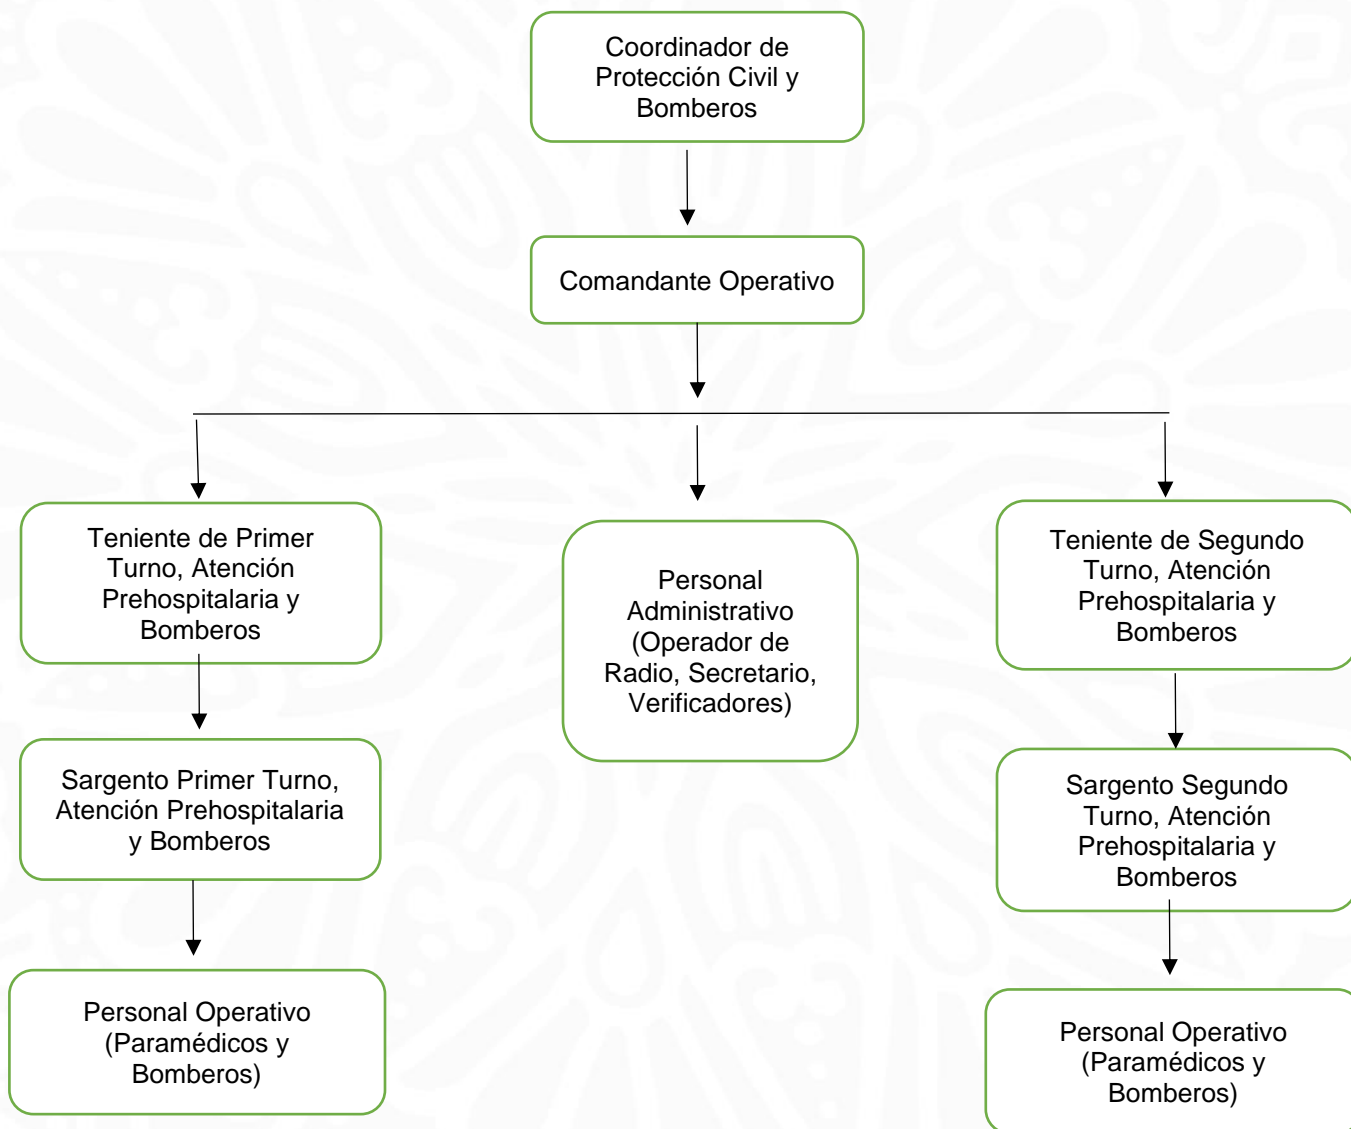 Coordinador de
Protección Civil y
Bomberos
Comandante Operativo
Teniente de Primer
Turno, Atención
Prehospitalaria y
Bomberos
Personal
Administrativo
(Operador de
Radio, Secretario,
Verificadores)
Teniente de Segundo
Turno, Atención
Prehospitalaria y
Bomberos
Sargento Primer Turno,
Atención Prehospitalaria
y Bomberos
Sargento Segundo
Turno, Atención
Prehospitalaria y
Bomberos
Personal Operativo
(Paramédicos y
Bomberos)
Personal Operativo
(Paramédicos y
Bomberos)